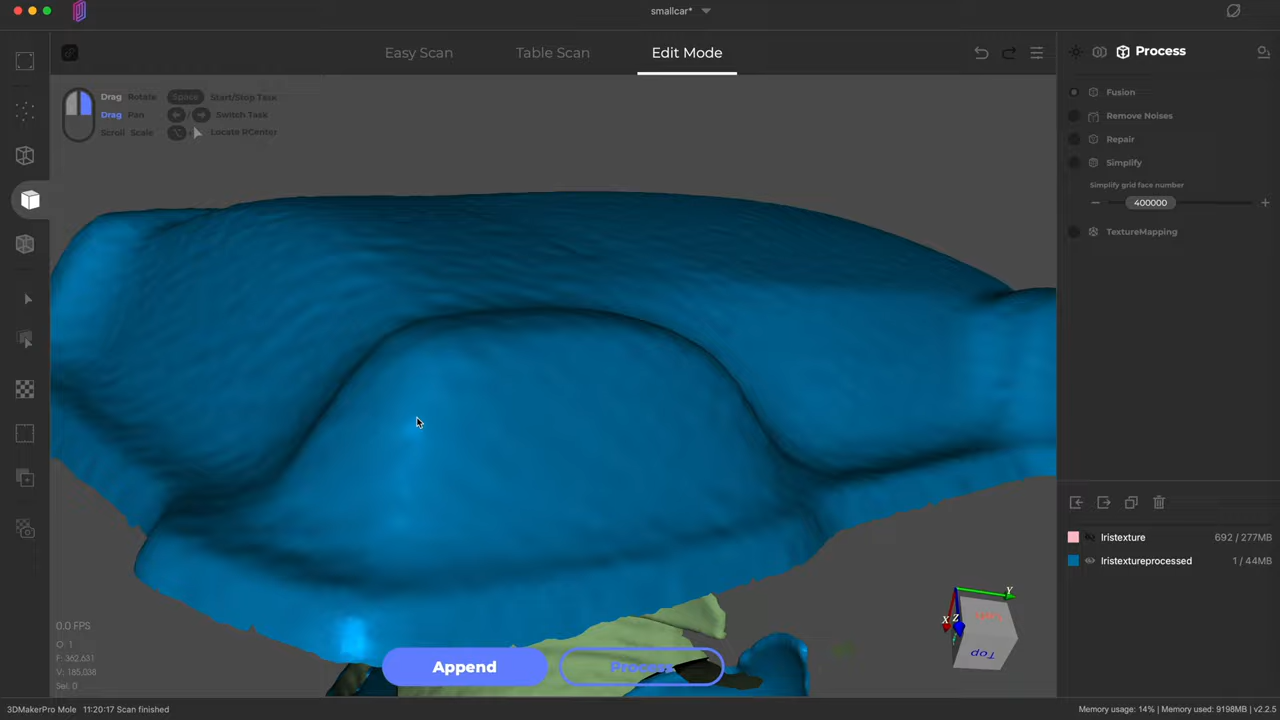 smallcar*
Easy Scan
Table Scan
Edit Mode
Process
Drag Rotate Space Start/Stop Task
Drag Pan Switch Task
Scroll Scale Locate RCenter
Fusion
Remove Noises
Repair
Simplify
Simplify grid face number
400000
TextureMapping
Iristexture 692 / 277MB
Iristextureprocessed 1 / 44MB
Y
X
Z
Top
0.0 FPS
O: 1
F: 362,631
V: 185,038
Sel: 0
Append
Process
3DMakerPro Mole 11:20:17 Scan finished
Memory usage: 14% | Memory used: 9198MB | v2.2.5